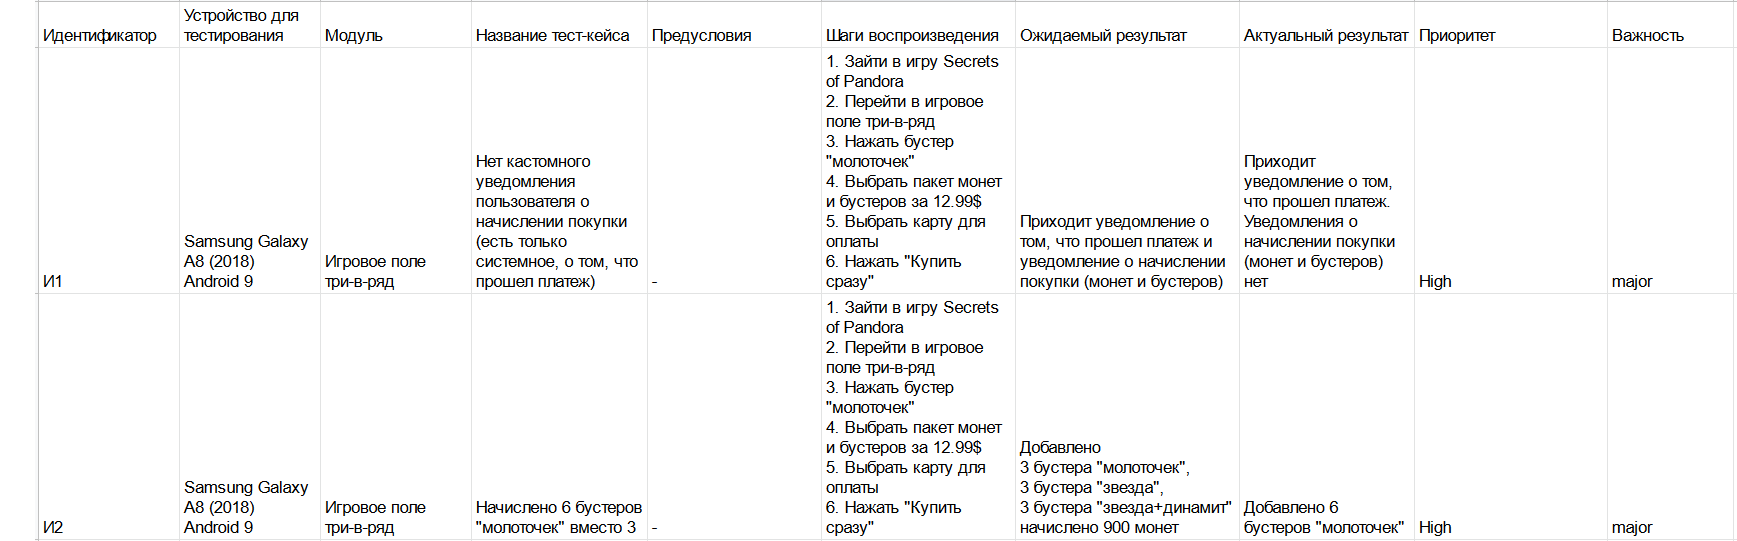 Идентификатор
Устройство для
тестирования
Модуль
Название тест-кейса
Предусловия
Шаги воспроизведения
Ожидаемый результат
Актуальный результат
Приоритет
Важность
И1
Samsung Galaxy
A8 (2018)
Android 9
Игровое поле
три-в-ряд
Нет кастомного
уведомления
пользователя о
начислении покупки
(есть только
системное, о том, что
прошел платеж)
-
1. Зайти в игру Secrets
of Pandora
2. Перейти в игровое
поле три-в-ряд
3. Нажать бустер
"молоточек"
4. Выбрать пакет монет
и бустеров за 12.99$
5. Выбрать карту для
оплаты
6. Нажать "Купить
сразу"
Приходит уведомление о
том, что прошел платеж и
уведомление о начислении
покупки (монет и бустеров)
Приходит
уведомление о том,
что прошел платеж.
Уведомления о
начислении покупки
(монет и бустеров)
нет
High
major
И2
Samsung Galaxy
A8 (2018)
Android 9
Игровое поле
три-в-ряд
Начислено 6 бустеров
"молоточек" вместо 3
-
1. Зайти в игру Secrets
of Pandora
2. Перейти в игровое
поле три-в-ряд
3. Нажать бустер
"молоточек"
4. Выбрать пакет монет
и бустеров за 12.99$
5. Выбрать карту для
оплаты
6. Нажать "Купить
сразу"
Добавлено
3 бустера "молоточек",
3 бустера "звезда",
3 бустера "звезда+динамит"
начислено 900 монет
Добавлено 6
бустеров "молоточек"
High
major